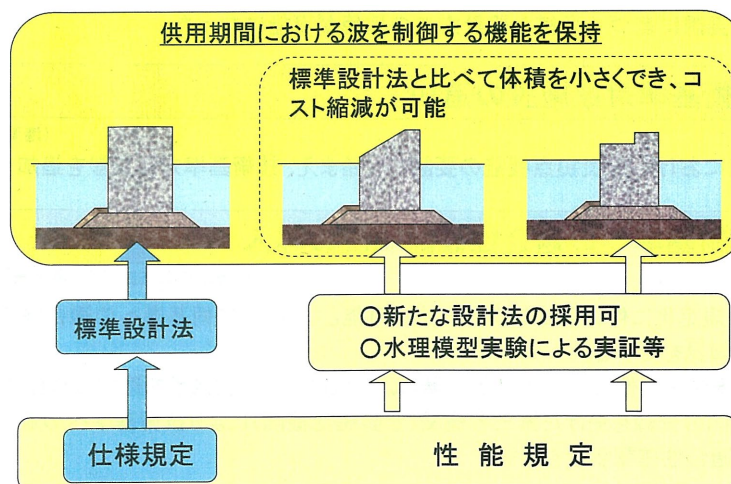 供用期間における波を制御する機能を保持
標準設計法と比べて体積を小さくでき、コ
スト縮減が可能
標準設計法
○新たな設計法の採用可
○水理模型実験による実証等
仕様規定
性能規定